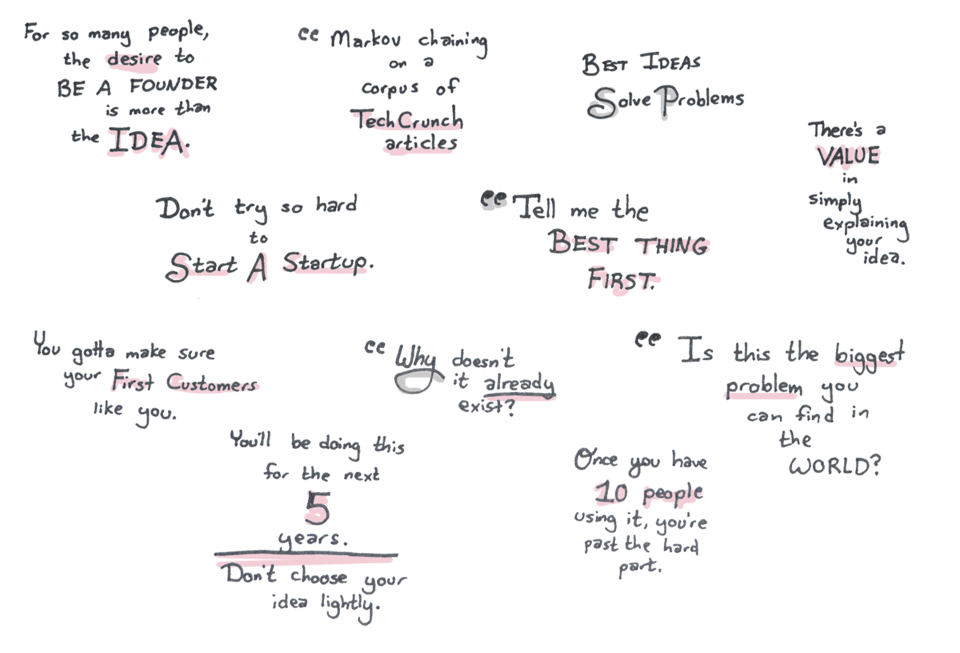 For so many people,
the desire to
BE A FOUNDER
is more than
the IDEA.
“ Markov chaining
on a
corpus of
TechCrunch
articles
BEST IDEAS
Solve Problems
There's a
VALUE
in
simply
explaining
your
idea.
Don't try so hard
to
Start A Startup.
“ Tell me the
BEST THING
FIRST.
You gotta make sure
your First Customers
like you.
“ Why doesn't
it already
exist?
“ Is this the biggest
problem you
can find in
the
WORLD?
You'll be doing this
for the next
5
years.
Don't choose your
idea lightly.
Once you have
10 people
using it, you're
past the hard
part.